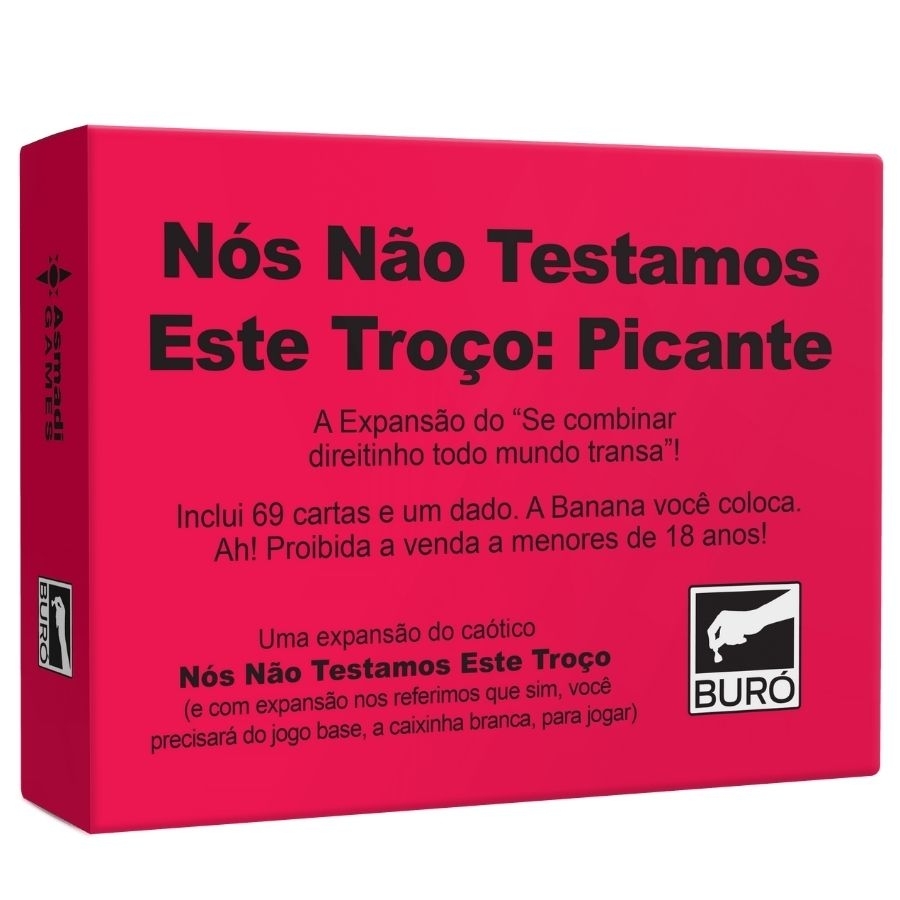 Nós Não Testamos
Este Troço: Picante
A Expansão do “Se combinar
direitinho todo mundo transa”!
Inclui 69 cartas e um dado. A Banana você coloca.
Ah! Proibida a venda a menores de 18 anos!
Uma expansão do caótico
Nós Não Testamos Este Troço
(e com expansão nos referimos que sim, você
precisará do jogo base, a caixinha branca, para jogar)
BURÓ
Asmadi
GAMES
BURÓ